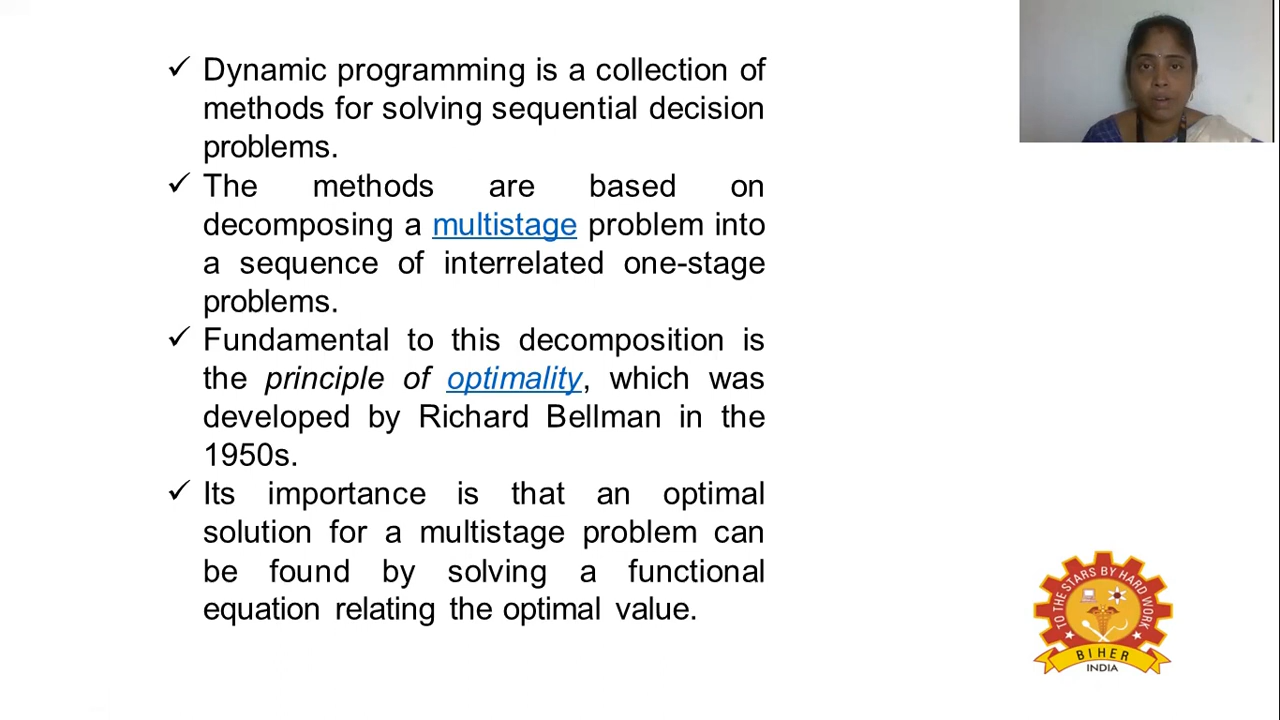 ✓ Dynamic programming is a collection of
methods for solving sequential decision
problems.
✓ The methods are based on
decomposing a multistage problem into
a sequence of interrelated one-stage
problems.
✓ Fundamental to this decomposition is
the principle of optimality, which was
developed by Richard Bellman in the
1950s.
✓ Its importance is that an optimal
solution for a multistage problem can
be found by solving a functional
equation relating the optimal value.
TO THE STARS BY HARD WORK
BIHER
INDIA